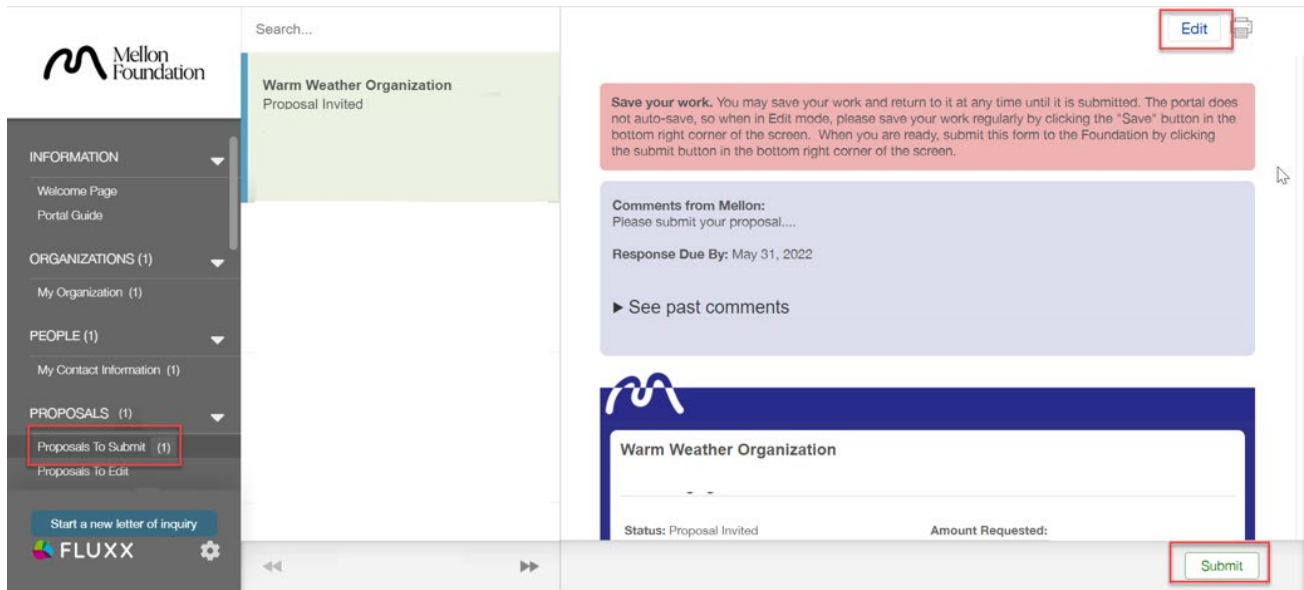 Mellon
Foundation
INFORMATION
Welcome Page
Portal Guide
ORGANIZATIONS (1)
My Organization (1)
PEOPLE (1)
My Contact Information (1)
PROPOSALS (1)
Proposals To Submit (1)
Proposals To Edit
Start a new letter of inquiry
FLUXX
Search...
Warm Weather Organization
Proposal Invited
Edit
Save your work. You may save your work and return to it at any time until it is submitted. The portal does
not auto-save, so when in Edit mode, please save your work regularly by clicking the "Save" button in the
bottom right corner of the screen. When you are ready, submit this form to the Foundation by clicking
the submit button in the bottom right corner of the screen.
Comments from Mellon:
Please submit your proposal....
Response Due By: May 31, 2022
See past comments
Warm Weather Organization
Status: Proposal Invited
Amount Requested:
Submit